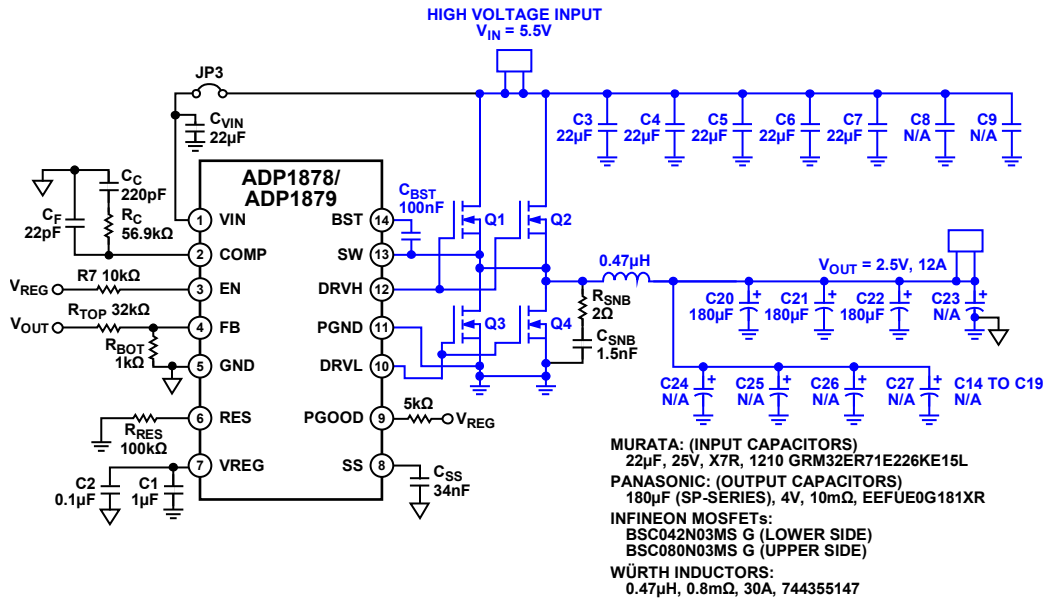 HIGH VOLTAGE INPUT
VIN = 5.5V
JP3
CVIN
22µF
C3
22µF
C4
22µF
C5
22µF
C6
22µF
C7
22µF
C8
N/A
C9
N/A
CC
220pF
CF
22pF
RC
56.9kΩ
ADP1878/
ADP1879
1 VIN
2 COMP
3 EN
4 FB
5 GND
6 RES
7 VREG
BST 14
SW 13
DRVH 12
PGND 11
DRVL 10
PGOOD 9
SS 8
VREG
R7 10kΩ
VOUT
RTOP 32kΩ
RBOT
1kΩ
RRES
100kΩ
C2
0.1µF
C1
1µF
CBST
100nF
Q1
Q2
Q3
Q4
5kΩ
VREG
CSS
34nF
0.47µH
RSNB
2Ω
CSNB
1.5nF
VOUT = 2.5V, 12A
C20
180µF
C21
180µF
C22
180µF
C23
N/A
C24
N/A
C25
N/A
C26
N/A
C27
N/A
C14 TO C19
N/A
+
+
+
+
+
+
+
+
MURATA: (INPUT CAPACITORS)
22µF, 25V, X7R, 1210 GRM32ER71E226KE15L
PANASONIC: (OUTPUT CAPACITORS)
180µF (SP-SERIES), 4V, 10mΩ, EEFUE0G181XR
INFINEON MOSFETs:
BSC042N03MS G (LOWER SIDE)
BSC080N03MS G (UPPER SIDE)
WÜRTH INDUCTORS:
0.47µH, 0.8mΩ, 30A, 744355147